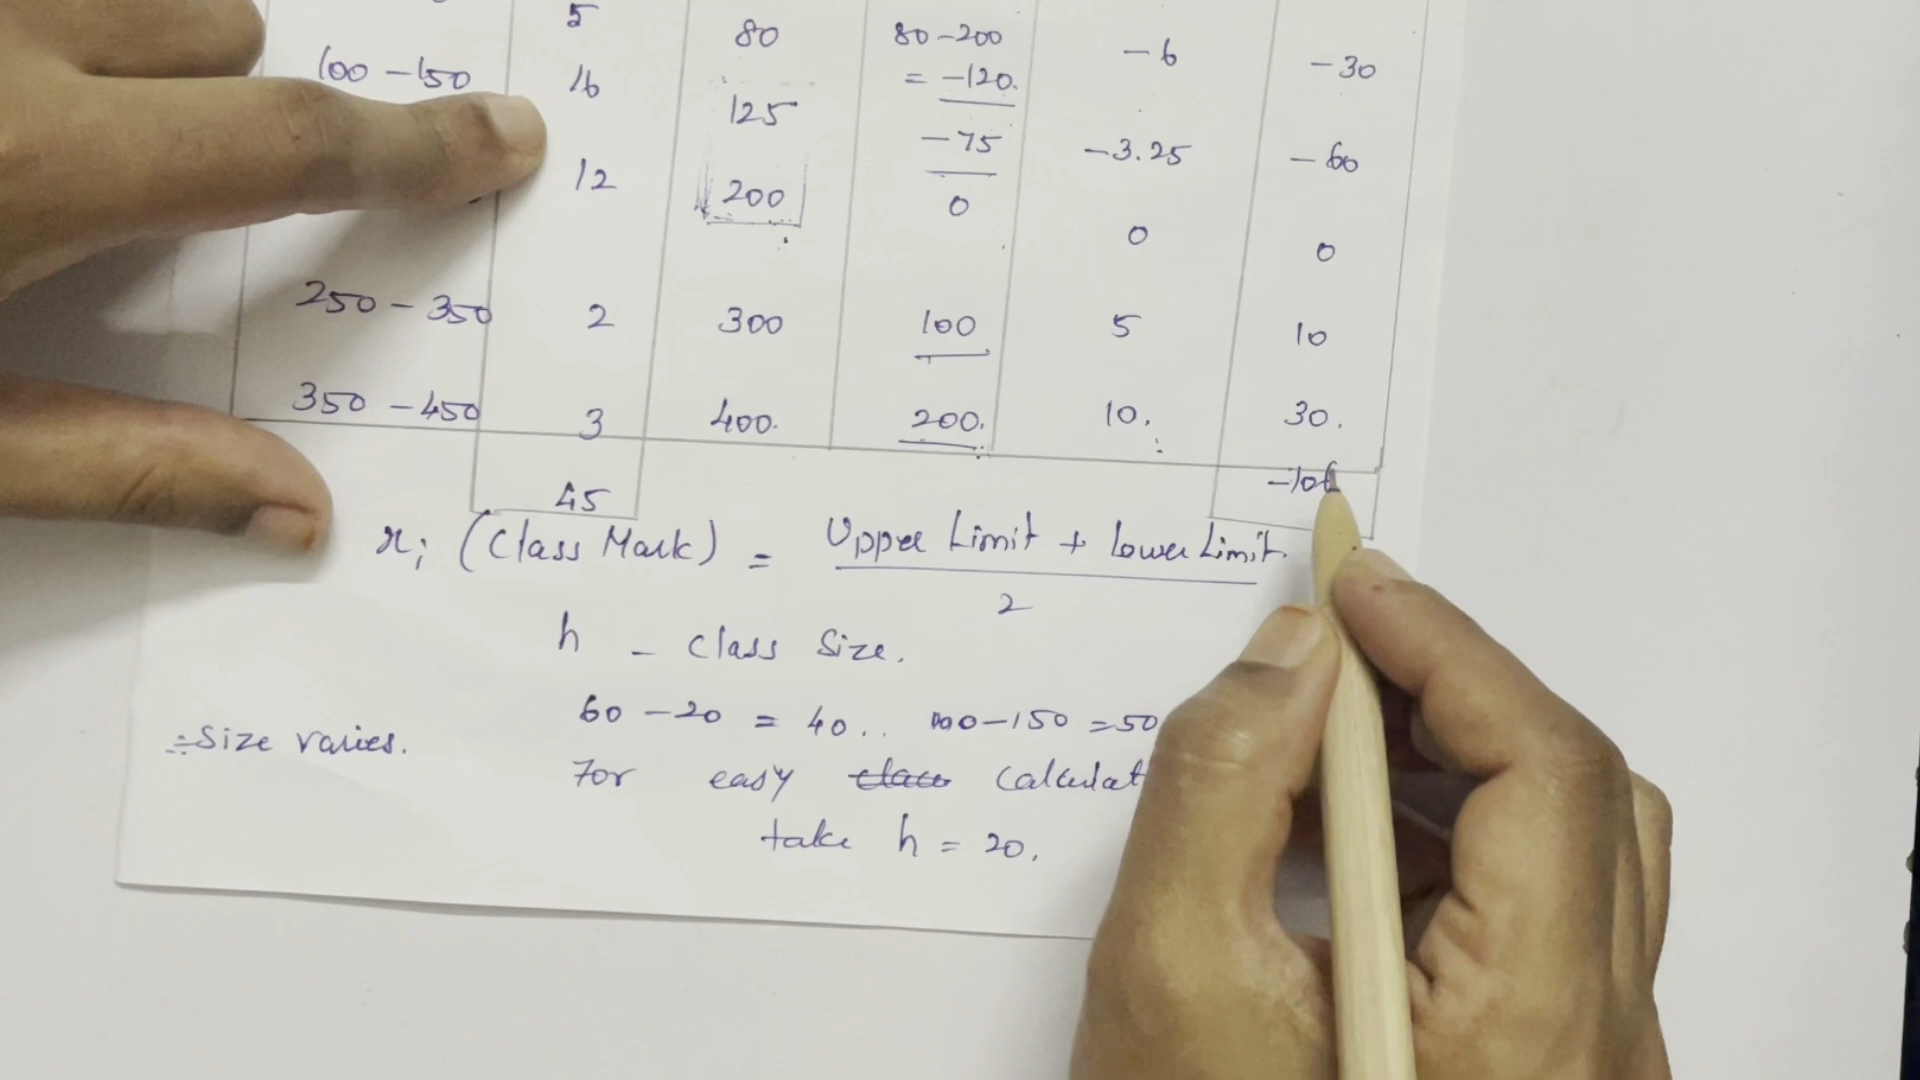 5 80 80-200 -6 -30
100 -150 16 125 = -120.
-75 -3.25 -60
12 200 0 0 0
250 - 350 2 300 100 5 10
350 - 450 3 400. 200. 10. 30.
45
xi (Class Mark) = Upper Limit + Lower Limit.
2
h - Class Size.
÷Size varies. 60 -20 = 40.. 100-150 =50
For easy calculat
take h = 20.